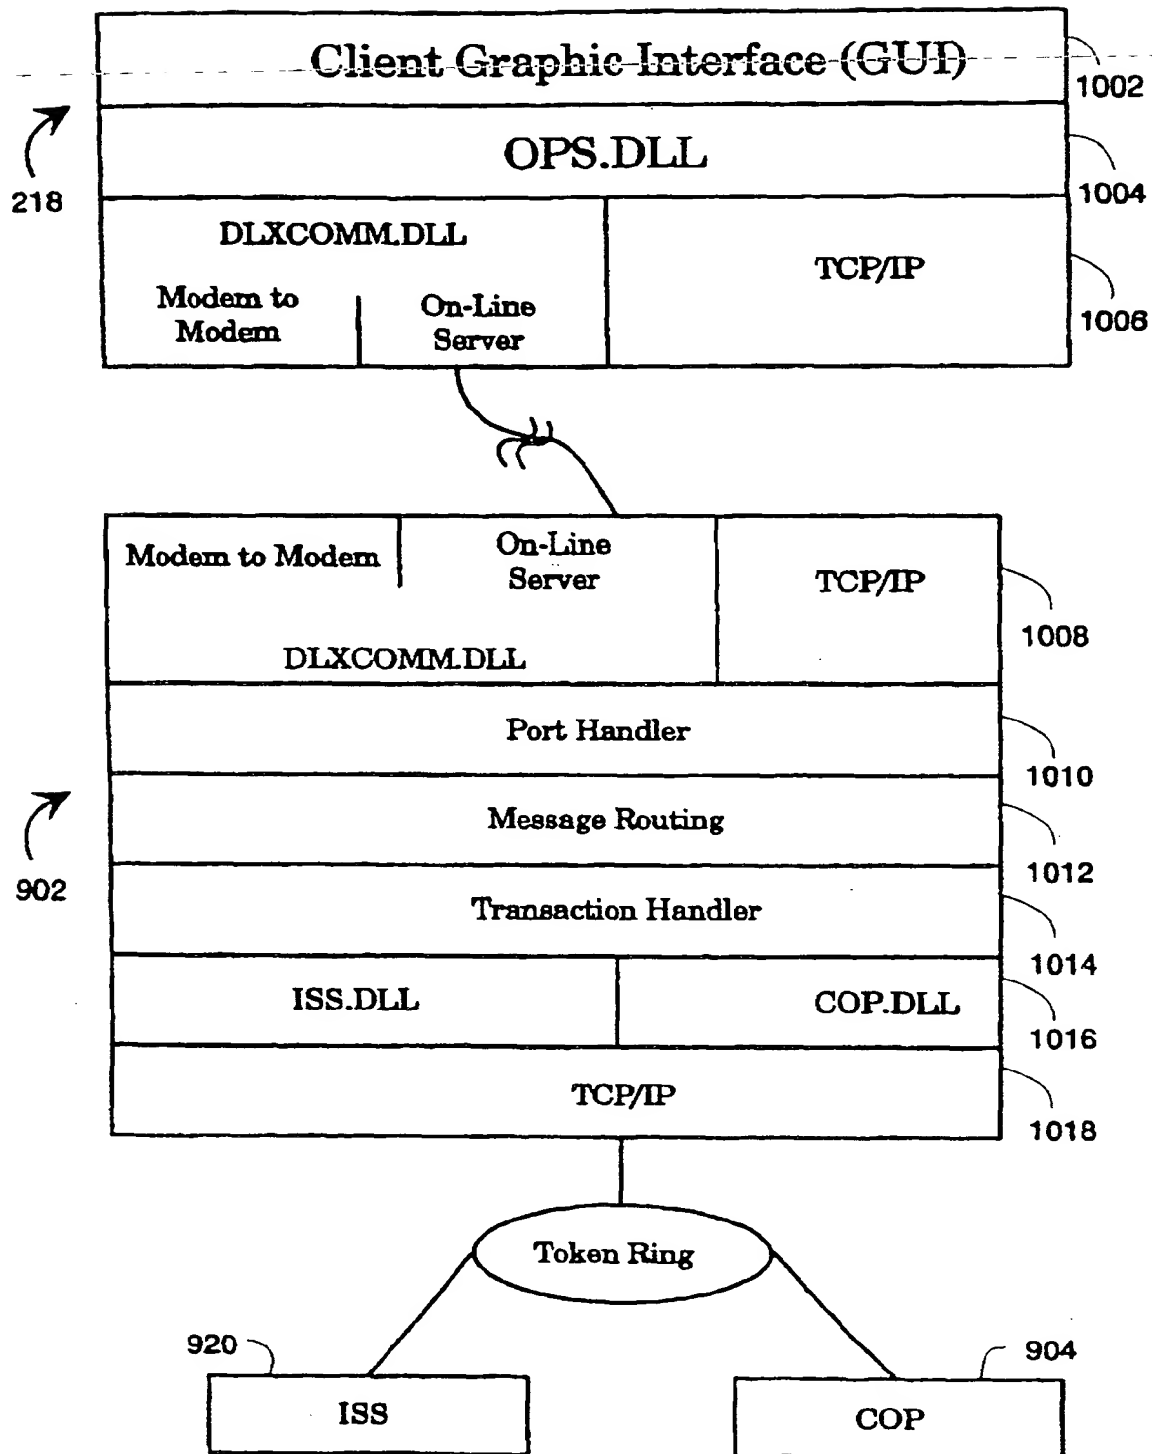 Client Graphic Interface (GUI)
1002
218
OPS.DLL
1004
DLXCOMM.DLL
TCP/IP
Modem to
Modem
On-Line
Server
1006
Modem to Modem
On-Line
Server
TCP/IP
1008
DLXCOMM.DLL
Port Handler
1010
902
Message Routing
1012
Transaction Handler
1014
ISS.DLL
COP.DLL
1016
TCP/IP
1018
Token Ring
920
904
ISS
COP